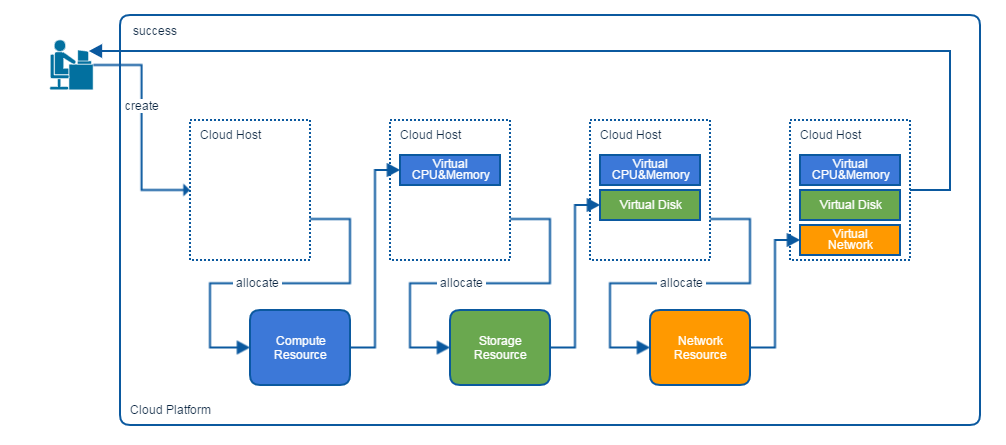 success
create
Cloud Host
Cloud Host
Virtual
CPU&Memory
Cloud Host
Virtual
CPU&Memory
Virtual Disk
Cloud Host
Virtual
CPU&Memory
Virtual Disk
Virtual
Network
allocate
allocate
allocate
Compute
Resource
Storage
Resource
Network
Resource
Cloud Platform